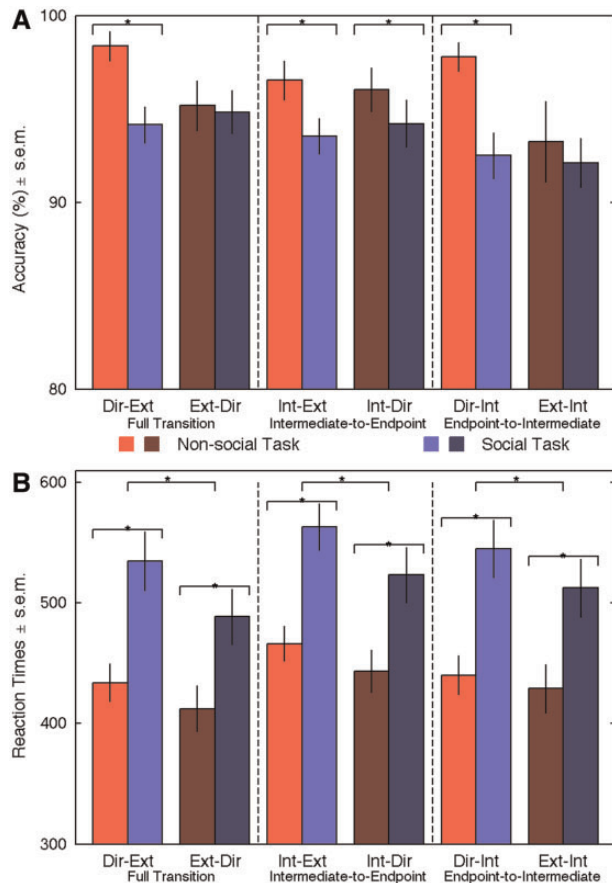 A
Accuracy (%) ± s.e.m.
100
90
80
* * * *
Dir-Ext Ext-Dir Int-Ext Int-Dir Dir-Int Ext-Int
Full Transition Intermediate-to-Endpoint Endpoint-to-Intermediate
Non-social Task Social Task
B
Reaction Times ± s.e.m.
600
500
400
300
* * *
* * * * * *
Dir-Ext Ext-Dir Int-Ext Int-Dir Dir-Int Ext-Int
Full Transition Intermediate-to-Endpoint Endpoint-to-Intermediate